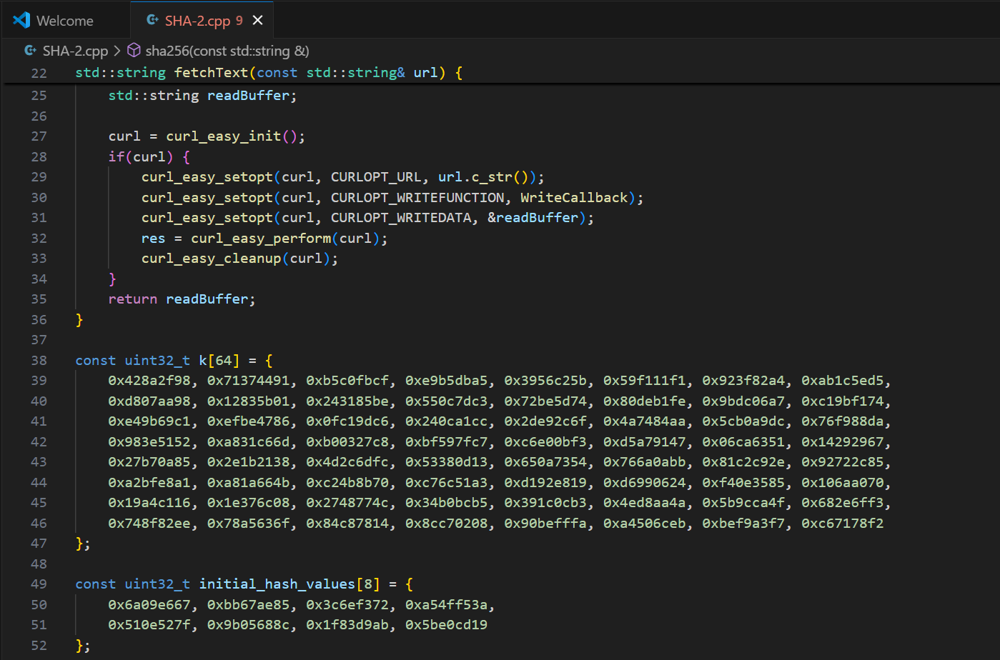 Welcome
SHA-2.cpp 9
SHA-2.cpp > sha256(const std::string &)
22 std::string fetchText(const std::string& url) {
25     std::string readBuffer;
26
27     curl = curl_easy_init();
28     if(curl) {
29         curl_easy_setopt(curl, CURLOPT_URL, url.c_str());
30         curl_easy_setopt(curl, CURLOPT_WRITEFUNCTION, WriteCallback);
31         curl_easy_setopt(curl, CURLOPT_WRITEDATA, &readBuffer);
32         res = curl_easy_perform(curl);
33         curl_easy_cleanup(curl);
34     }
35     return readBuffer;
36 }
37
38 const uint32_t k[64] = {
39     0x428a2f98, 0x71374491, 0xb5c0fbcf, 0xe9b5dba5, 0x3956c25b, 0x59f111f1, 0x923f82a4, 0xab1c5ed5,
40     0xd807aa98, 0x12835b01, 0x243185be, 0x550c7dc3, 0x72be5d74, 0x80deb1fe, 0x9bdc06a7, 0xc19bf174,
41     0xe49b69c1, 0xefbe4786, 0x0fc19dc6, 0x240ca1cc, 0x2de92c6f, 0x4a7484aa, 0x5cb0a9dc, 0x76f988da,
42     0x983e5152, 0xa831c66d, 0xb00327c8, 0xbf597fc7, 0xc6e00bf3, 0xd5a79147, 0x06ca6351, 0x14292967,
43     0x27b70a85, 0x2e1b2138, 0x4d2c6dfc, 0x53380d13, 0x650a7354, 0x766a0abb, 0x81c2c92e, 0x92722c85,
44     0xa2bfe8a1, 0xa81a664b, 0xc24b8b70, 0xc76c51a3, 0xd192e819, 0xd6990624, 0xf40e3585, 0x106aa070,
45     0x19a4c116, 0x1e376c08, 0x2748774c, 0x34b0bcb5, 0x391c0cb3, 0x4ed8aa4a, 0x5b9cca4f, 0x682e6ff3,
46     0x748f82ee, 0x78a5636f, 0x84c87814, 0x8cc70208, 0x90befffa, 0xa4506ceb, 0xbef9a3f7, 0xc67178f2
47 };
48
49 const uint32_t initial_hash_values[8] = {
50     0x6a09e667, 0xbb67ae85, 0x3c6ef372, 0xa54ff53a,
51     0x510e527f, 0x9b05688c, 0x1f83d9ab, 0x5be0cd19
52 };